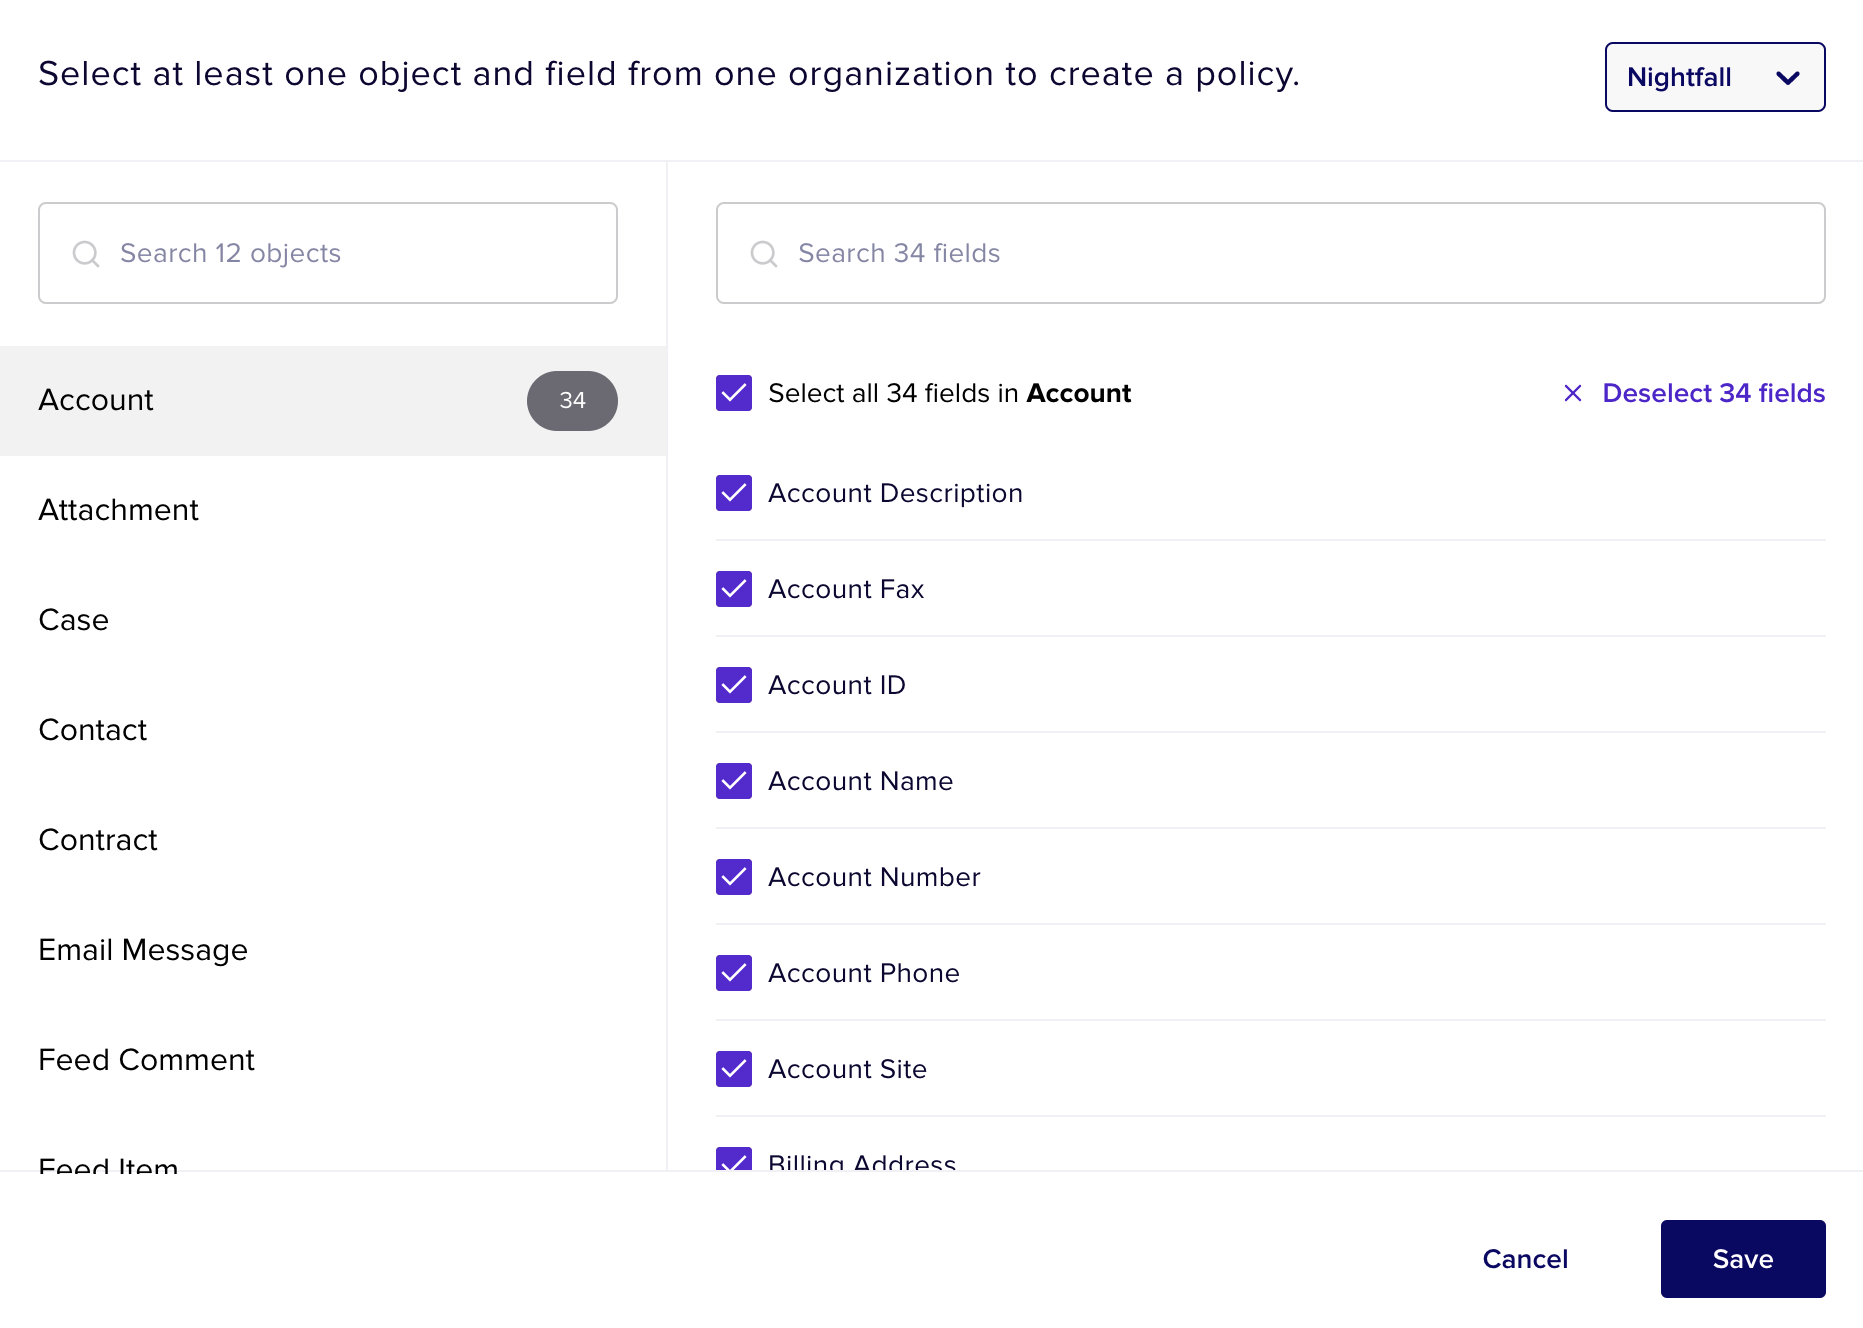 Select at least one object and field from one organization to create a policy.
Nightfall
Search 12 objects
Account
34
Attachment
Case
Contact
Contract
Email Message
Feed Comment
Feed Item
Search 34 fields
Select all 34 fields in Account
Deselect 34 fields
Account Description
Account Fax
Account ID
Account Name
Account Number
Account Phone
Account Site
Billing Address
Cancel
Save